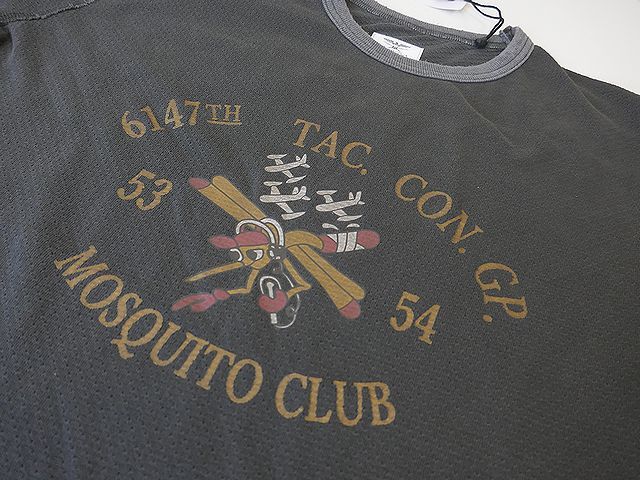 6147TH TAC. CON. GP.
53
54
MOSQUITO CLUB